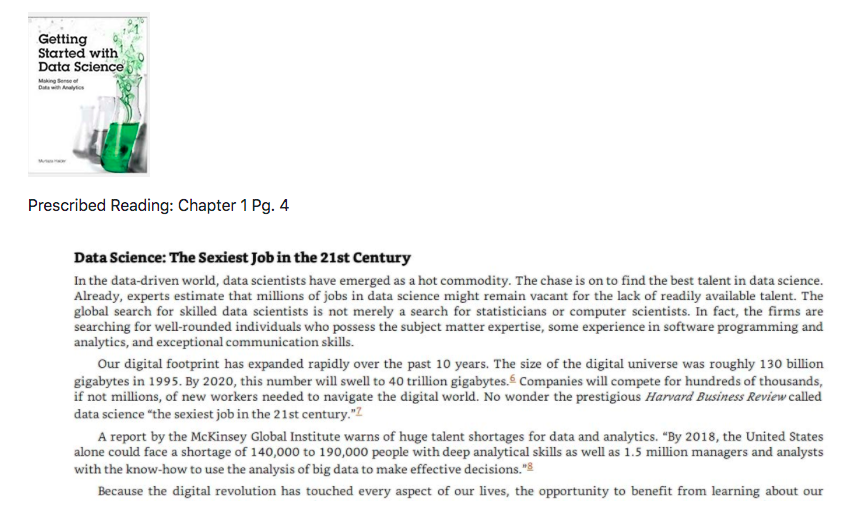 Getting
Started with
Data Science
Making Sense of
Data with Analytics
Murtaza Haider
Prescribed Reading: Chapter 1 Pg. 4
Data Science: The Sexiest Job in the 21st Century
In the data-driven world, data scientists have emerged as a hot commodity. The chase is on to find the best talent in data science.
Already, experts estimate that millions of jobs in data science might remain vacant for the lack of readily available talent. The
global search for skilled data scientists is not merely a search for statisticians or computer scientists. In fact, the firms are
searching for well-rounded individuals who possess the subject matter expertise, some experience in software programming and
analytics, and exceptional communication skills.
Our digital footprint has expanded rapidly over the past 10 years. The size of the digital universe was roughly 130 billion
gigabytes in 1995. By 2020, this number will swell to 40 trillion gigabytes.6 Companies will compete for hundreds of thousands,
if not millions, of new workers needed to navigate the digital world. No wonder the prestigious Harvard Business Review called
data science “the sexiest job in the 21st century.”7
A report by the McKinsey Global Institute warns of huge talent shortages for data and analytics. “By 2018, the United States
alone could face a shortage of 140,000 to 190,000 people with deep analytical skills as well as 1.5 million managers and analysts
with the know-how to use the analysis of big data to make effective decisions.”8
Because the digital revolution has touched every aspect of our lives, the opportunity to benefit from learning about our